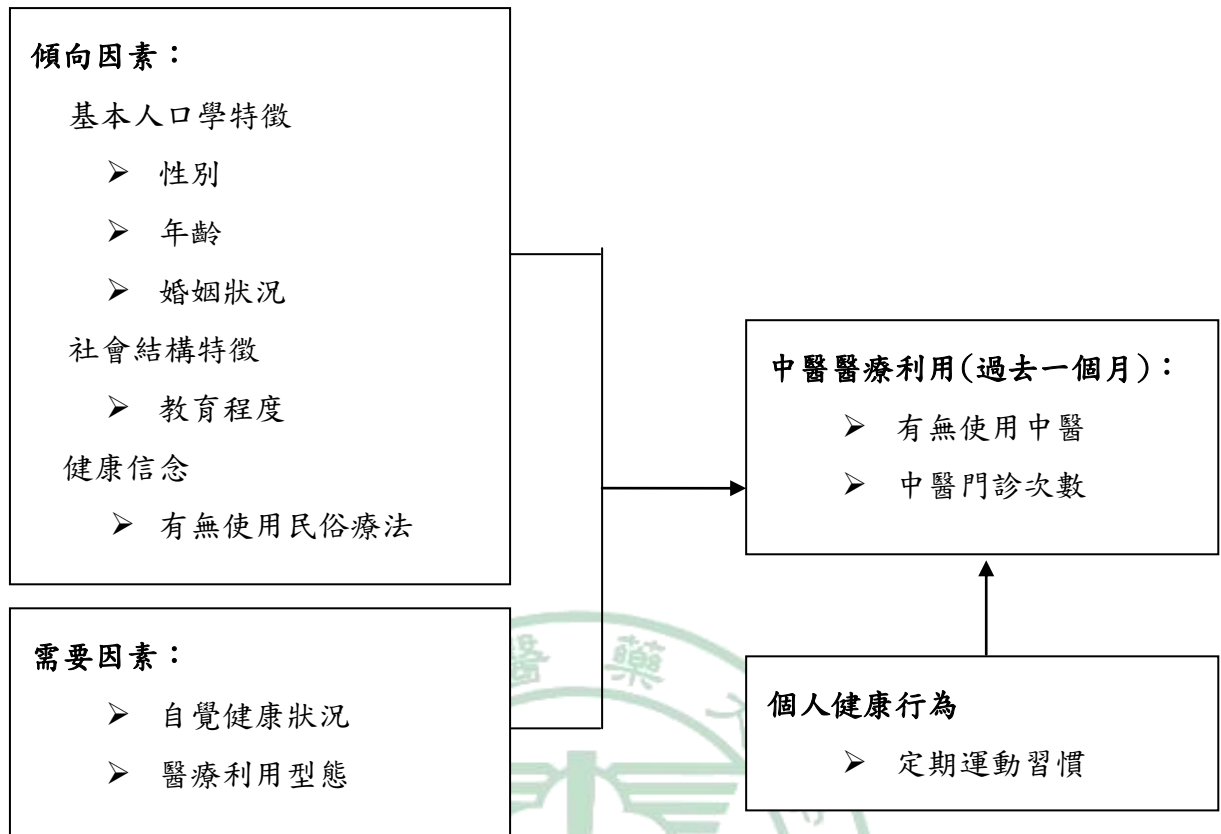 傾向因素：
基本人口學特徵
➢ 性別
➢ 年齡
➢ 婚姻狀況
社會結構特徵
➢ 教育程度
健康信念
➢ 有無使用民俗療法
需要因素：
➢ 自覺健康狀況
➢ 醫療利用型態
中醫醫療利用(過去一個月)：
➢ 有無使用中醫
➢ 中醫門診次數
個人健康行為
➢ 定期運動習慣
醫藥大